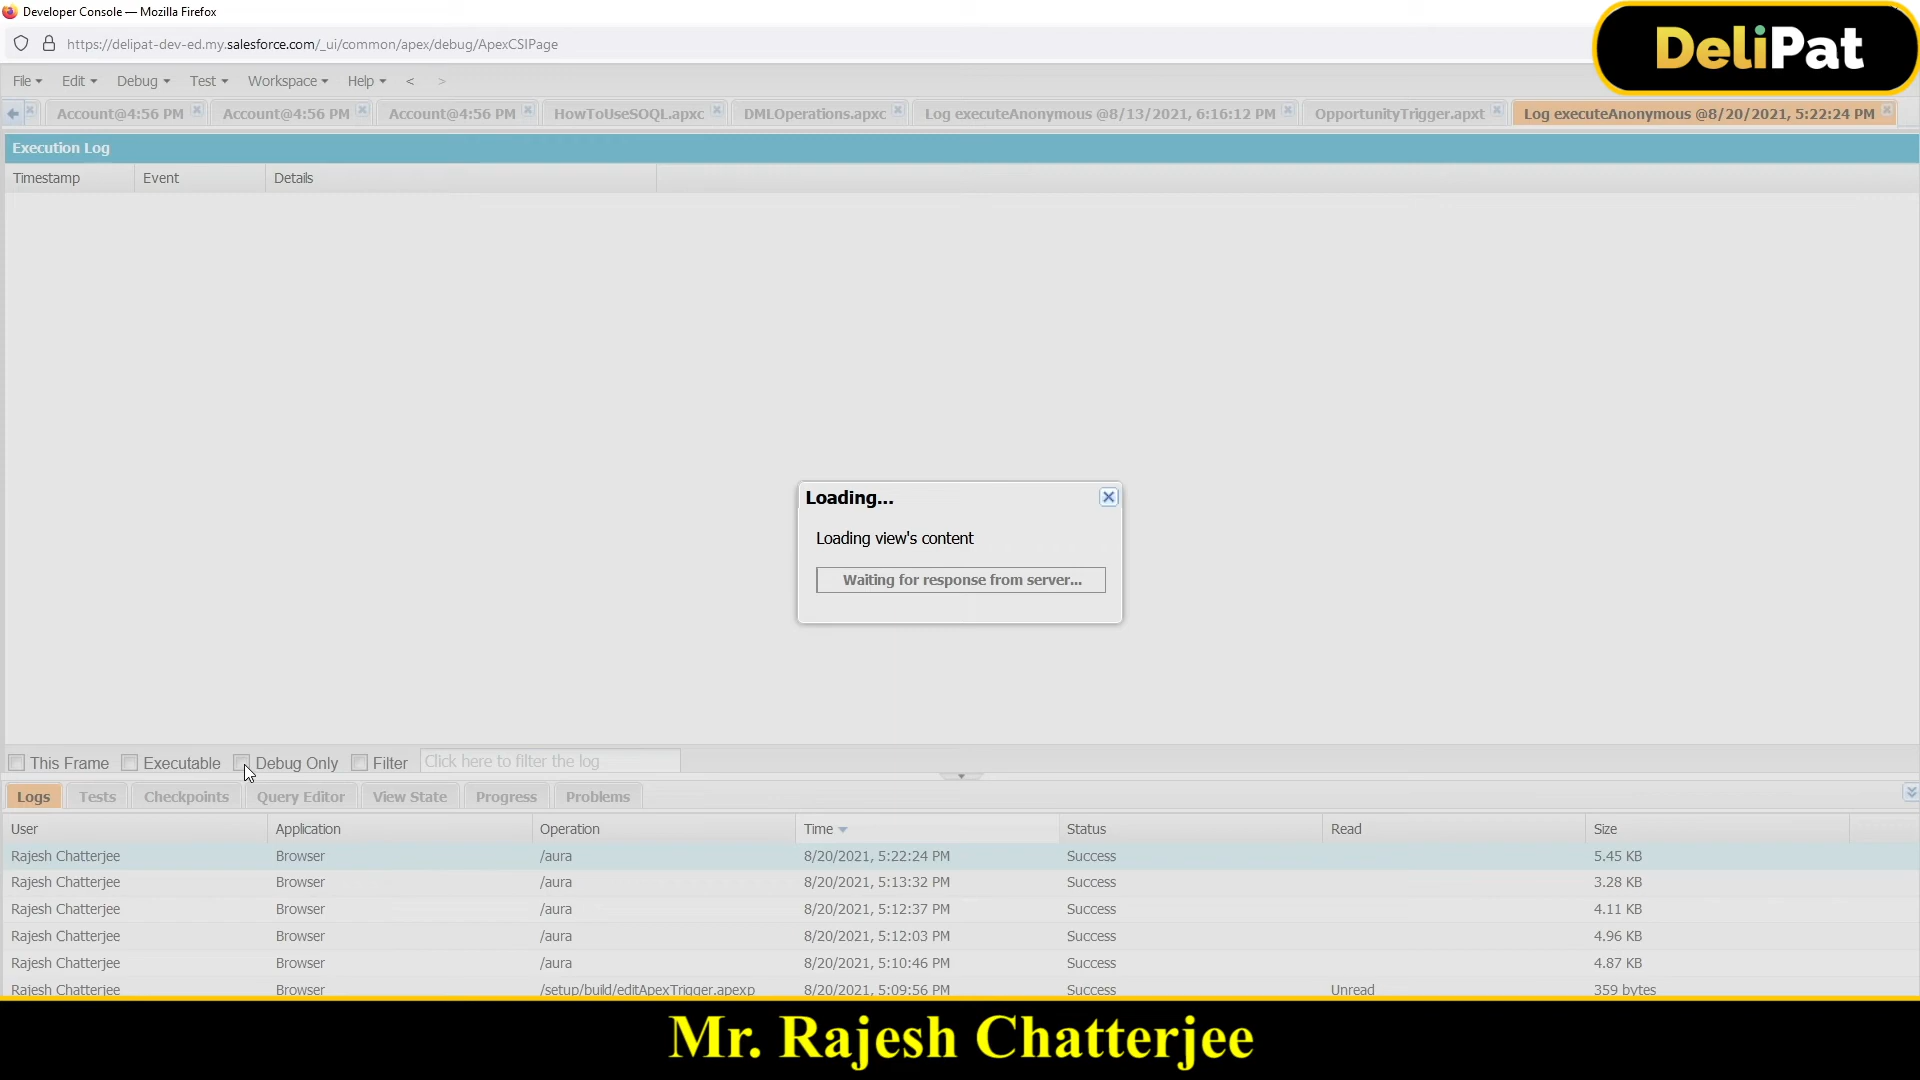 Developer Console — Mozilla Firefox
https://delipat-dev-ed.my.salesforce.com/_ui/common/apex/debug/ApexCSIPage
DeliPat
File Edit Debug Test Workspace Help < >
Account@4:56 PM Account@4:56 PM Account@4:56 PM HowToUseSOQL.apxc DMLOperations.apxc Log executeAnonymous @8/13/2021, 6:16:12 PM OpportunityTrigger.apxt Log executeAnonymous @8/20/2021, 5:22:24 PM
Execution Log
Timestamp Event Details
Loading...
Loading view's content
Waiting for response from server...
This Frame Executable Debug Only Filter Click here to filter the log
Logs Tests Checkpoints Query Editor View State Progress Problems
User Application Operation Time Status Read Size
Rajesh Chatterjee Browser /aura 8/20/2021, 5:22:24 PM Success 5.45 KB
Rajesh Chatterjee Browser /aura 8/20/2021, 5:13:32 PM Success 3.28 KB
Rajesh Chatterjee Browser /aura 8/20/2021, 5:12:37 PM Success 4.11 KB
Rajesh Chatterjee Browser /aura 8/20/2021, 5:12:03 PM Success 4.96 KB
Rajesh Chatterjee Browser /aura 8/20/2021, 5:10:46 PM Success 4.87 KB
Rajesh Chatterjee Browser /setup/build/editApexTrigger.apexp 8/20/2021, 5:09:56 PM Success Unread 359 bytes
Mr. Rajesh Chatterjee